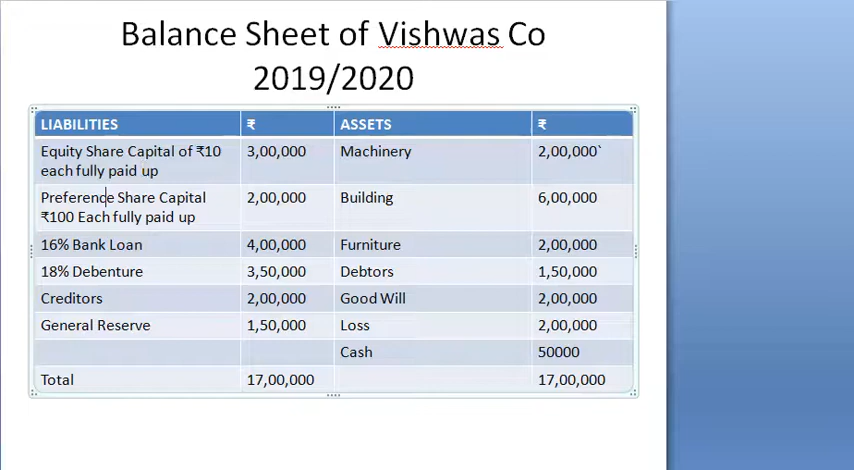 Balance Sheet of Vishwas Co
2019/2020
LIABILITIES ₹ ASSETS ₹
Equity Share Capital of ₹10 each fully paid up 3,00,000 Machinery 2,00,000`
Preference Share Capital ₹100 Each fully paid up 2,00,000 Building 6,00,000
16% Bank Loan 4,00,000 Furniture 2,00,000
18% Debenture 3,50,000 Debtors 1,50,000
Creditors 2,00,000 Good Will 2,00,000
General Reserve 1,50,000 Loss 2,00,000
Cash 50000
Total 17,00,000 17,00,000